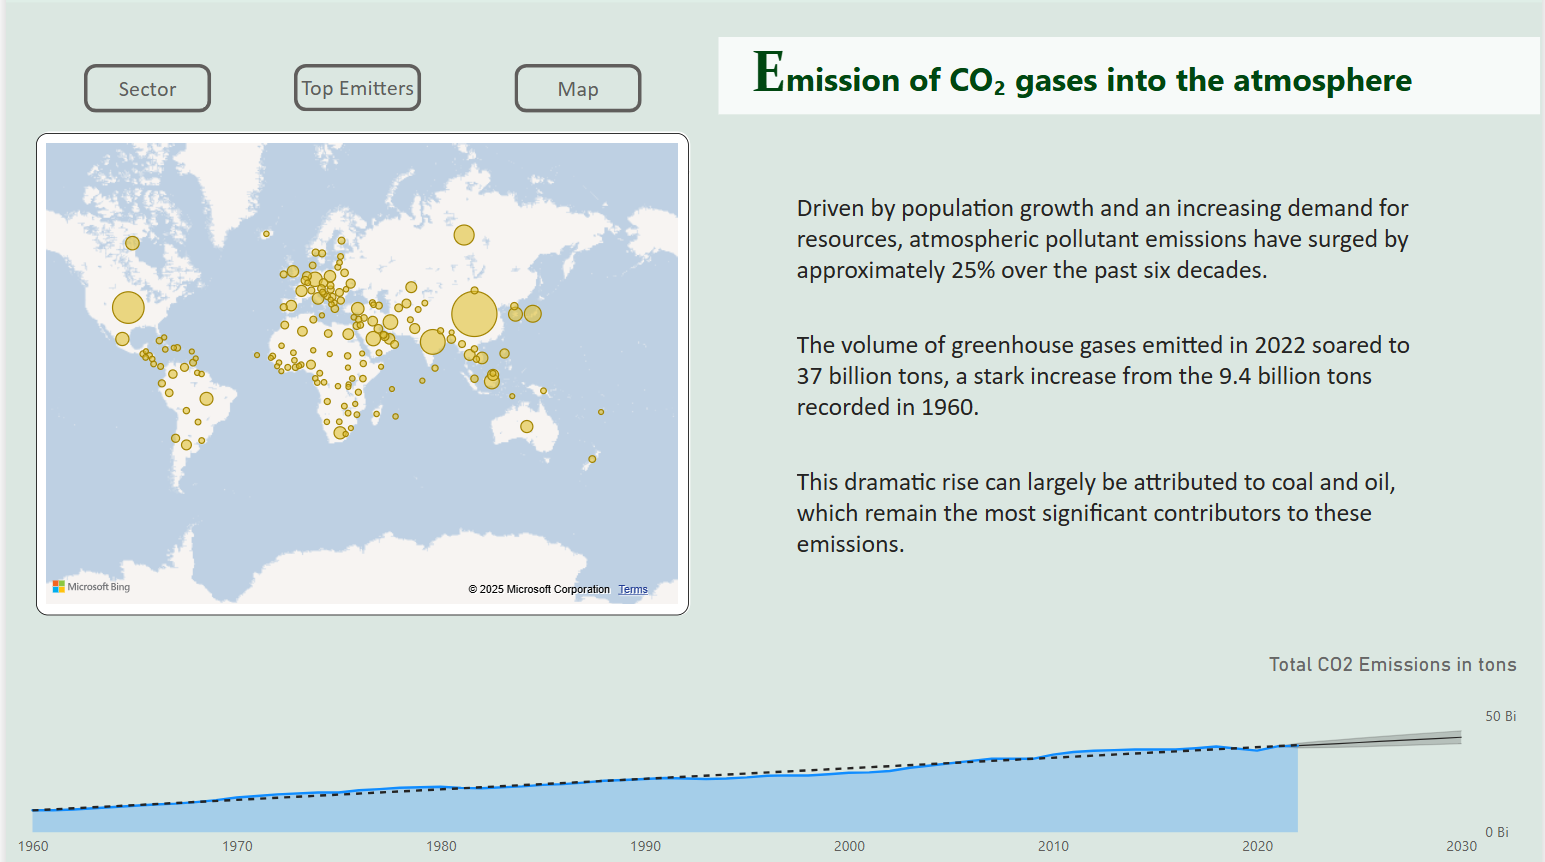 Sector
Top Emitters
Map
Emission of CO₂ gases into the atmosphere
Driven by population growth and an increasing demand for
resources, atmospheric pollutant emissions have surged by
approximately 25% over the past six decades.
The volume of greenhouse gases emitted in 2022 soared to
37 billion tons, a stark increase from the 9.4 billion tons
recorded in 1960.
This dramatic rise can largely be attributed to coal and oil,
which remain the most significant contributors to these
emissions.
Microsoft Bing
© 2025 Microsoft Corporation Terms
Total CO2 Emissions in tons
50 Bi
0 Bi
1960 1970 1980 1990 2000 2010 2020 2030